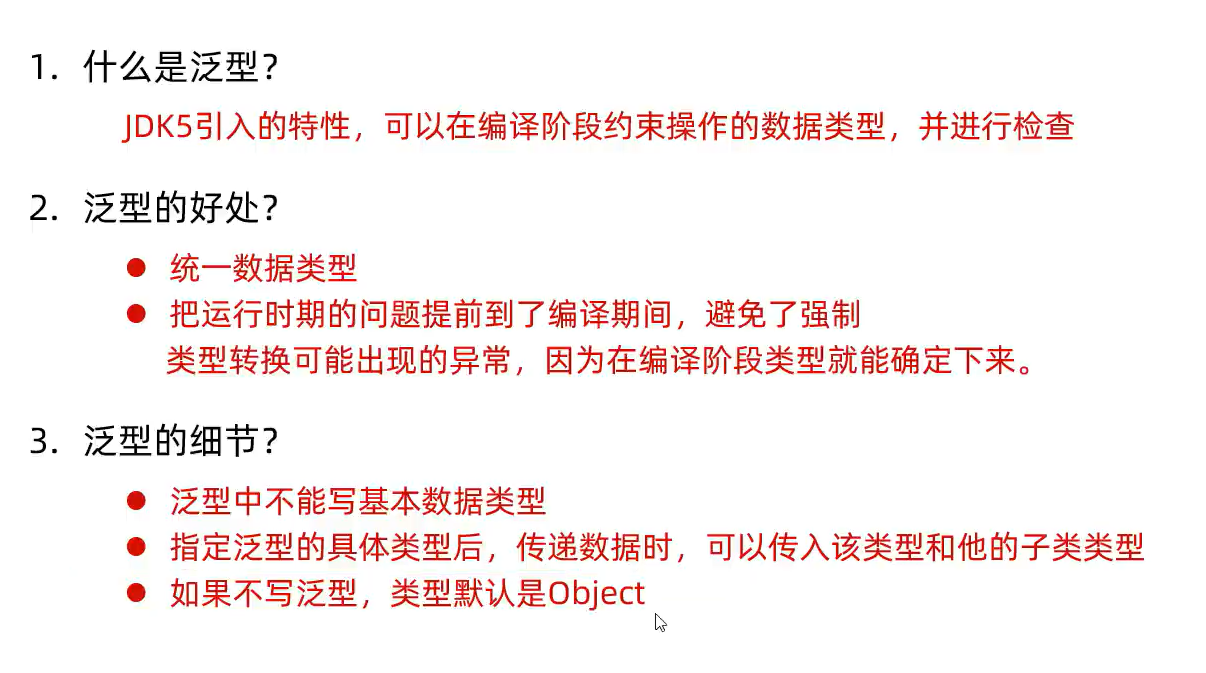 1. 什么是泛型？
JDK5引入的特性，可以在编译阶段约束操作的数据类型，并进行检查
2. 泛型的好处？
● 统一数据类型
● 把运行时期的问题提前到了编译期间，避免了强制
类型转换可能出现的异常，因为在编译阶段类型就能确定下来。
3. 泛型的细节？
● 泛型中不能写基本数据类型
● 指定泛型的具体类型后，传递数据时，可以传入该类型和他的子类类型
● 如果不写泛型，类型默认是Object